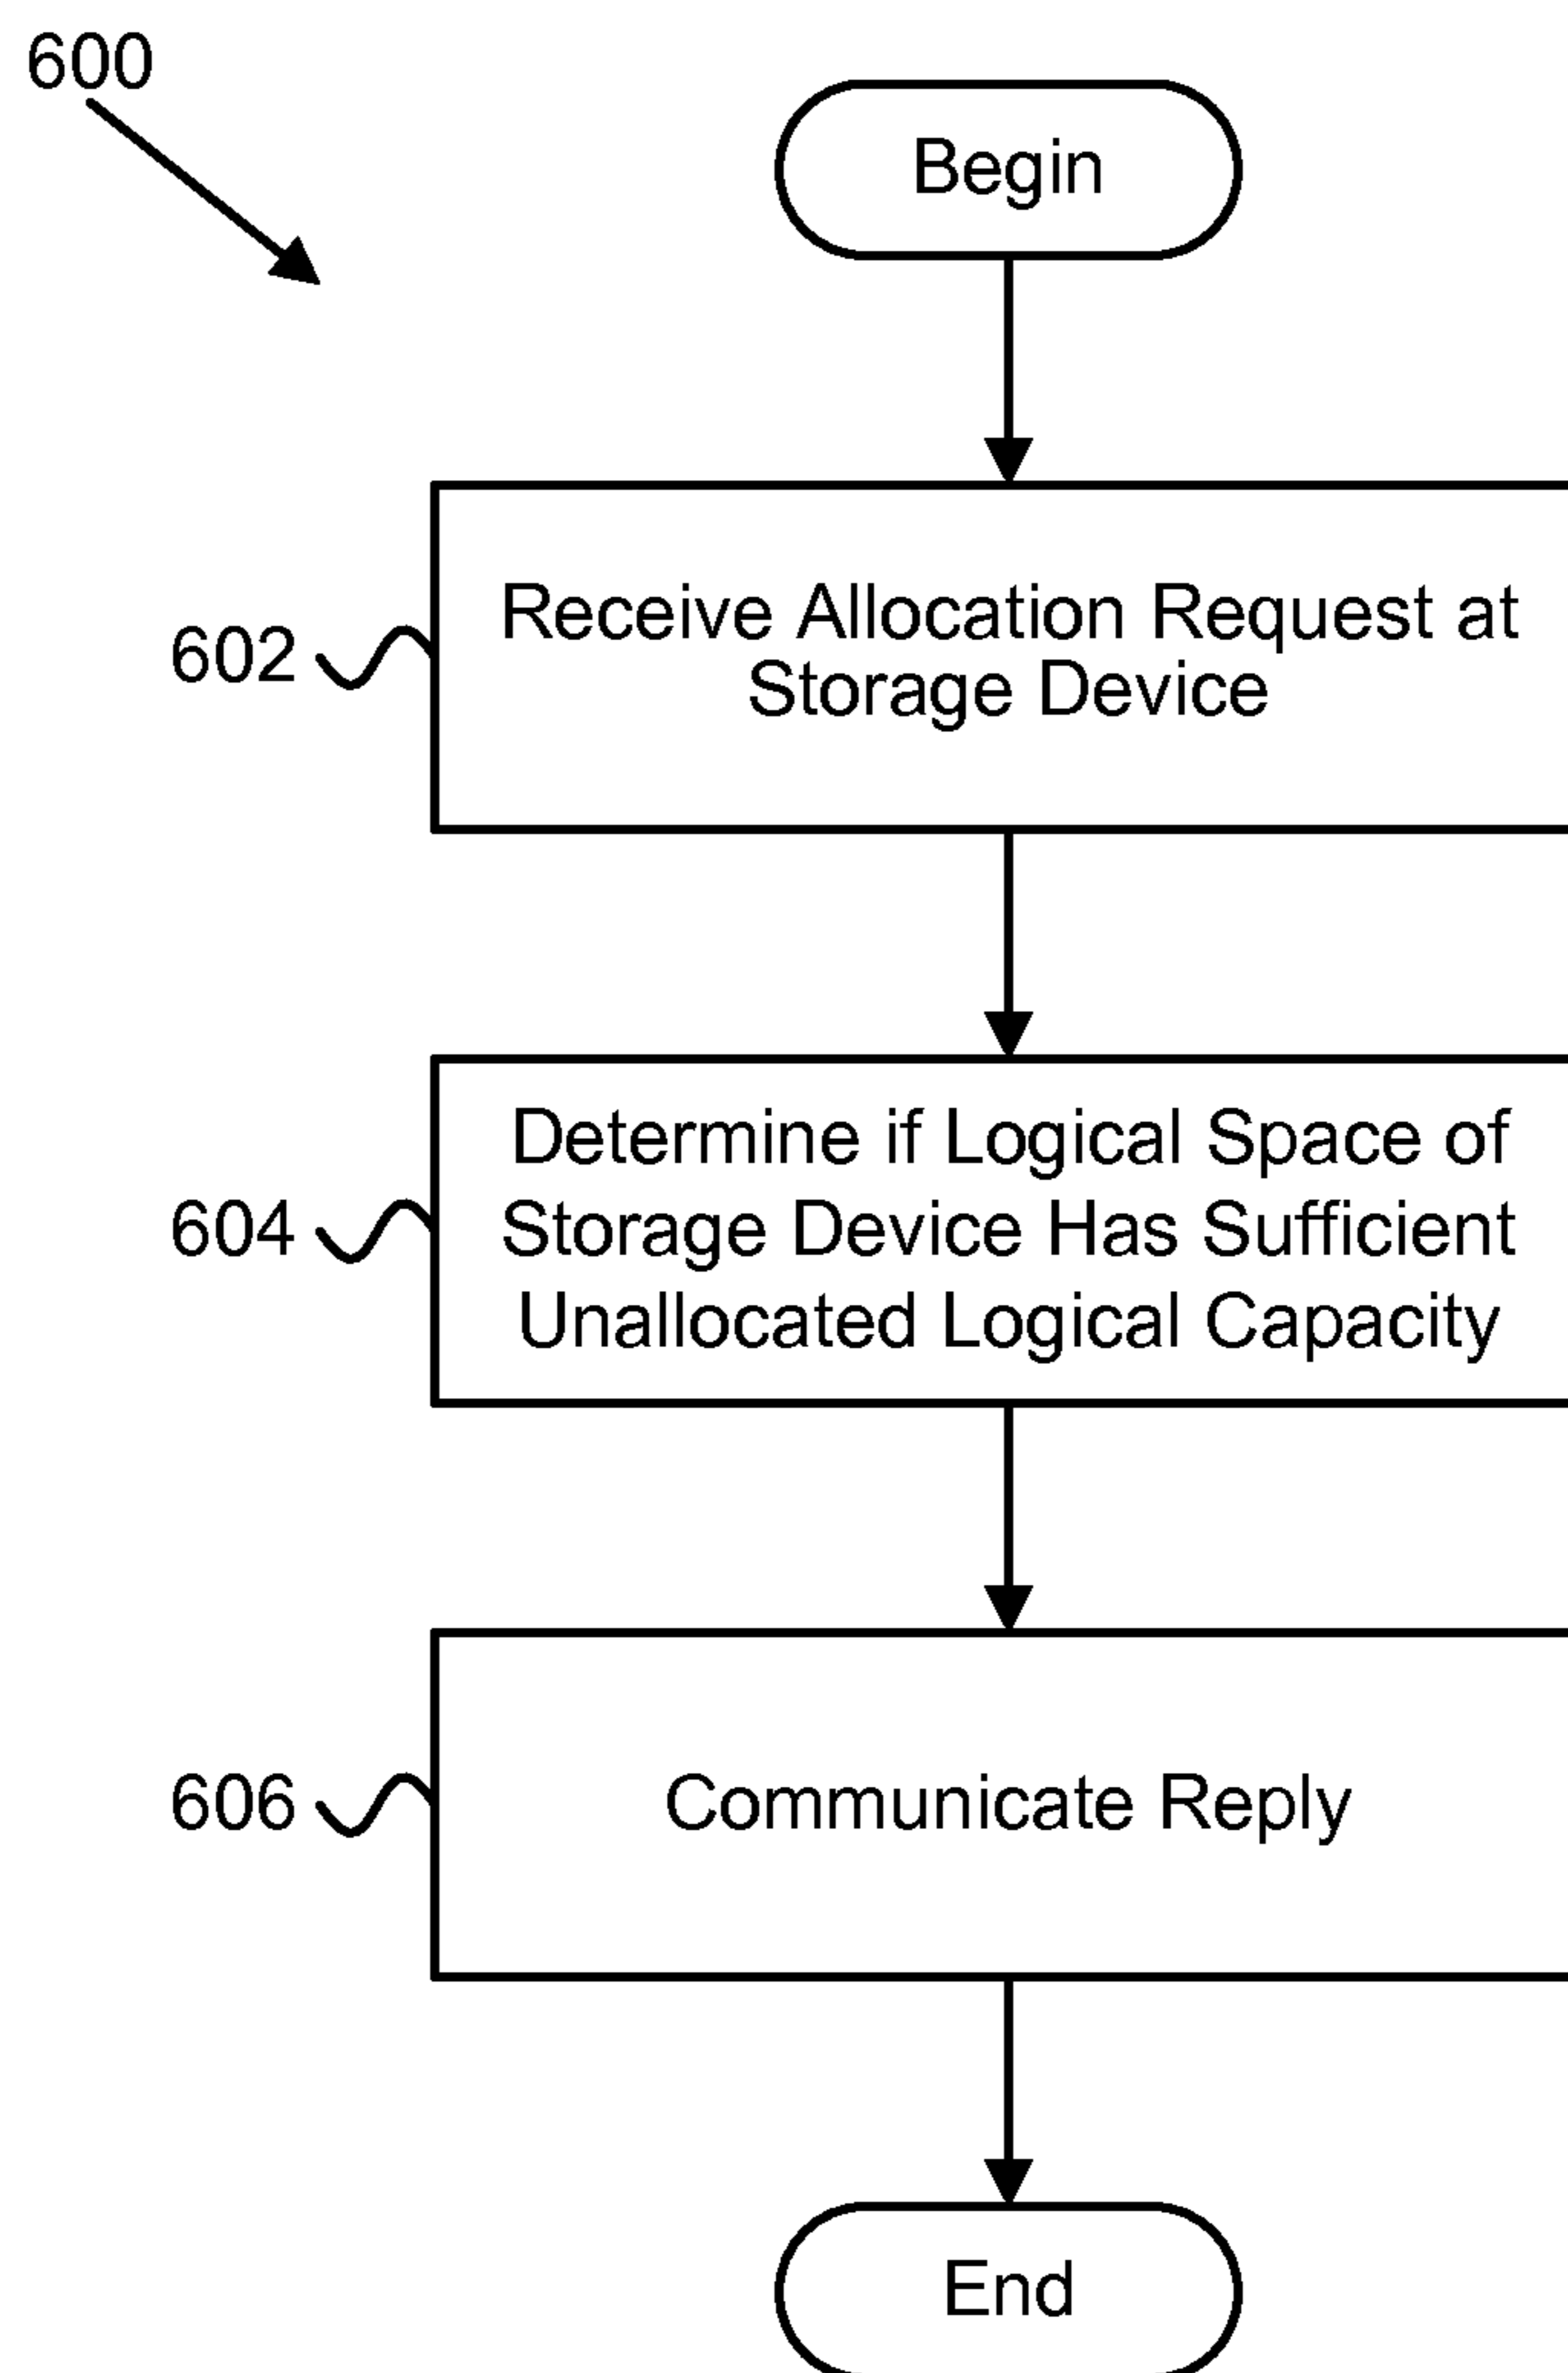 600
Begin
602
Receive Allocation Request at
Storage Device
604
Determine if Logical Space of
Storage Device Has Sufficient
Unallocated Logical Capacity
606
Communicate Reply
End